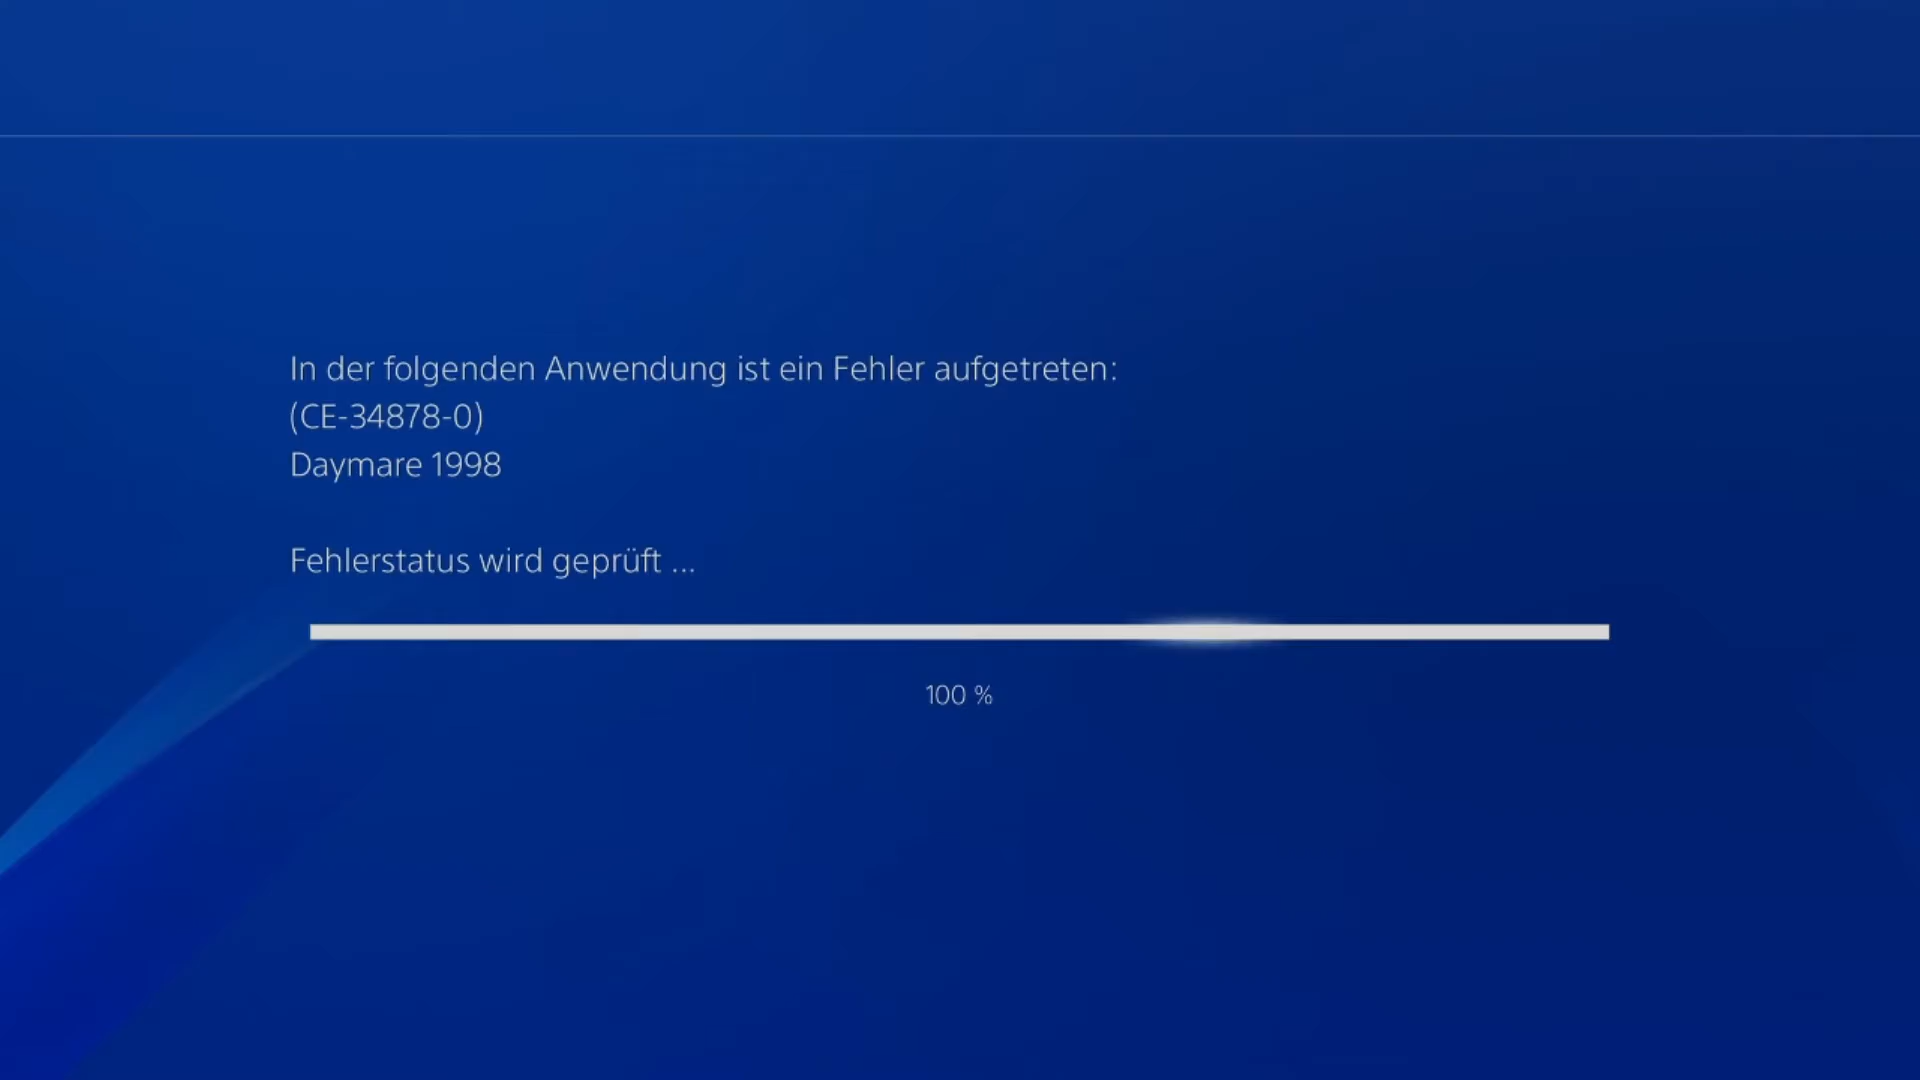 In der folgenden Anwendung ist ein Fehler aufgetreten:
(CE-34878-0)
Daymare 1998
Fehlerstatus wird geprüft ...
100 %